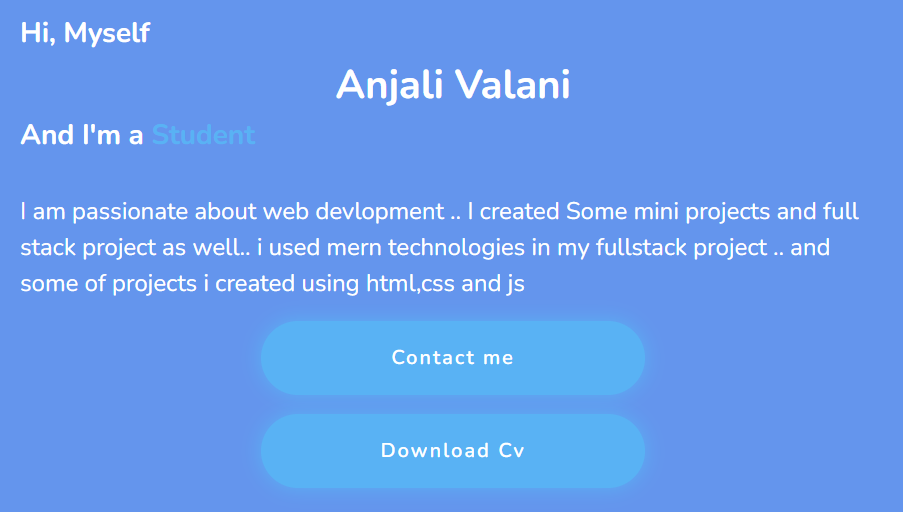 Hi, Myself
Anjali Valani
And I'm a Student
I am passionate about web devlopment .. I created Some mini projects and full
stack project as well.. i used mern technologies in my fullstack project .. and
some of projects i created using html,css and js
Contact me
Download Cv